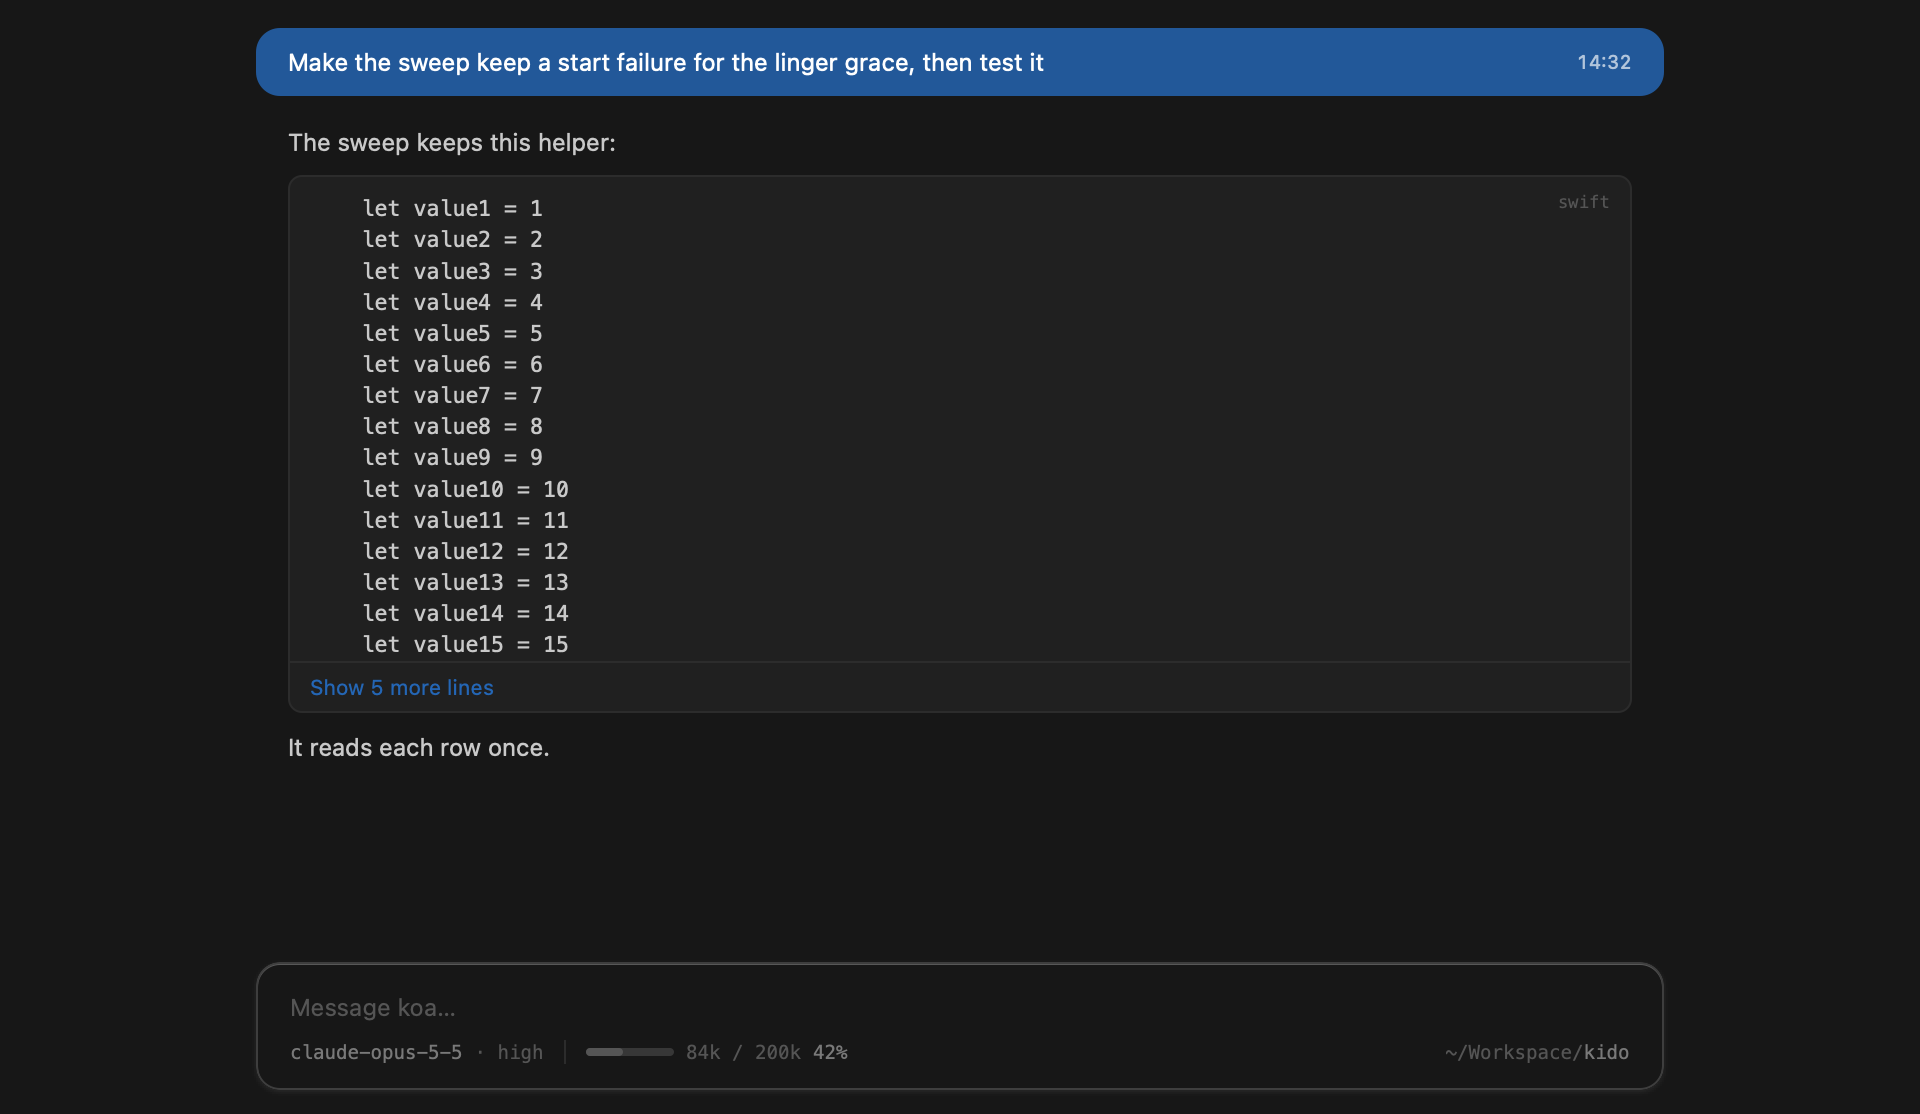 Make the sweep keep a start failure for the linger grace, then test it 14:32
The sweep keeps this helper:
swift
let value1 = 1
let value2 = 2
let value3 = 3
let value4 = 4
let value5 = 5
let value6 = 6
let value7 = 7
let value8 = 8
let value9 = 9
let value10 = 10
let value11 = 11
let value12 = 12
let value13 = 13
let value14 = 14
let value15 = 15
Show 5 more lines
It reads each row once.
Message koa...
claude-opus-5-5 · high 84k / 200k 42% ~/Workspace/kido